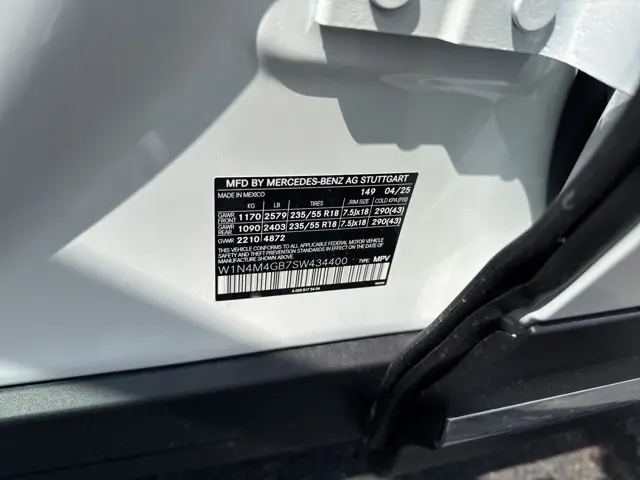 MFD BY MERCEDES-BENZ AG STUTTGART
MADE IN MEXICO 149 04/25
KG LB TIRES RIM SIZE COLD KPA (PSI)
GAWR FRONT 1170 2579 235/55 R18 7.5Jx18 290(43)
GAWR REAR 1090 2403 235/55 R18 7.5Jx18 290(43)
GVWR 2210 4872
THIS VEHICLE CONFORMS TO ALL APPLICABLE FEDERAL MOTOR VEHICLE
SAFETY, BUMPER, AND THEFT PREVENTION STANDARDS IN EFFECT ON THE DATE
OF MANUFACTURE SHOWN ABOVE.
W1N4M4GB7SW434400 TYPE: MPV